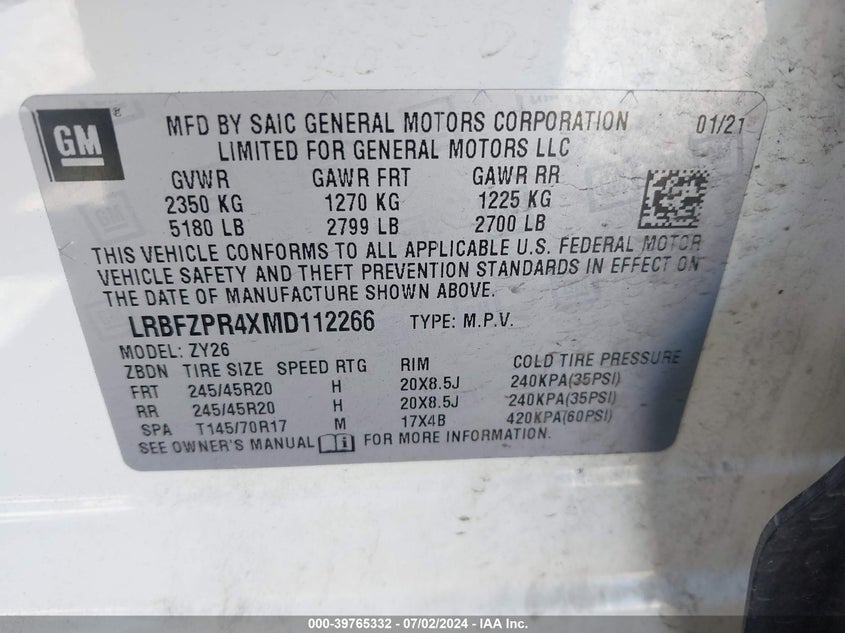 GM ®
MFD BY SAIC GENERAL MOTORS CORPORATION 01/21
LIMITED FOR GENERAL MOTORS LLC
GVWR GAWR FRT GAWR RR
2350 KG 1270 KG 1225 KG
5180 LB 2799 LB 2700 LB
THIS VEHICLE CONFORMS TO ALL APPLICABLE U.S. FEDERAL MOTOR
VEHICLE SAFETY AND THEFT PREVENTION STANDARDS IN EFFECT ON
THE DATE OF MANUFACTURE SHOWN ABOVE.
LRBFZPR4XMD112266 TYPE: M.P.V.
MODEL: ZY26
ZBDN TIRE SIZE SPEED RTG RIM COLD TIRE PRESSURE
FRT 245/45R20 H 20X8.5J 240KPA(35PSI)
RR 245/45R20 H 20X8.5J 240KPA(35PSI)
SPA T145/70R17 M 17X4B 420KPA(60PSI)
SEE OWNER'S MANUAL i FOR MORE INFORMATION.
000-39765332 - 07/02/2024 - IAA Inc.